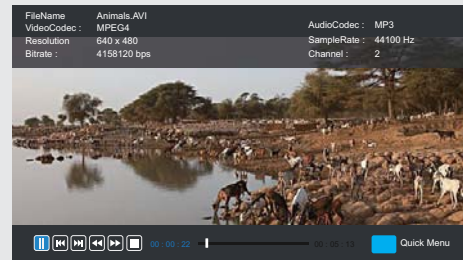 FileName Animals.AVI
VideoCodec : MPEG4
Resolution 640 x 480
Bitrate : 4158120 bps
AudioCodec : MP3
SampleRate : 44100 Hz
Channel : 2
00 : 00 : 22
00 : 05 : 13
Quick Menu